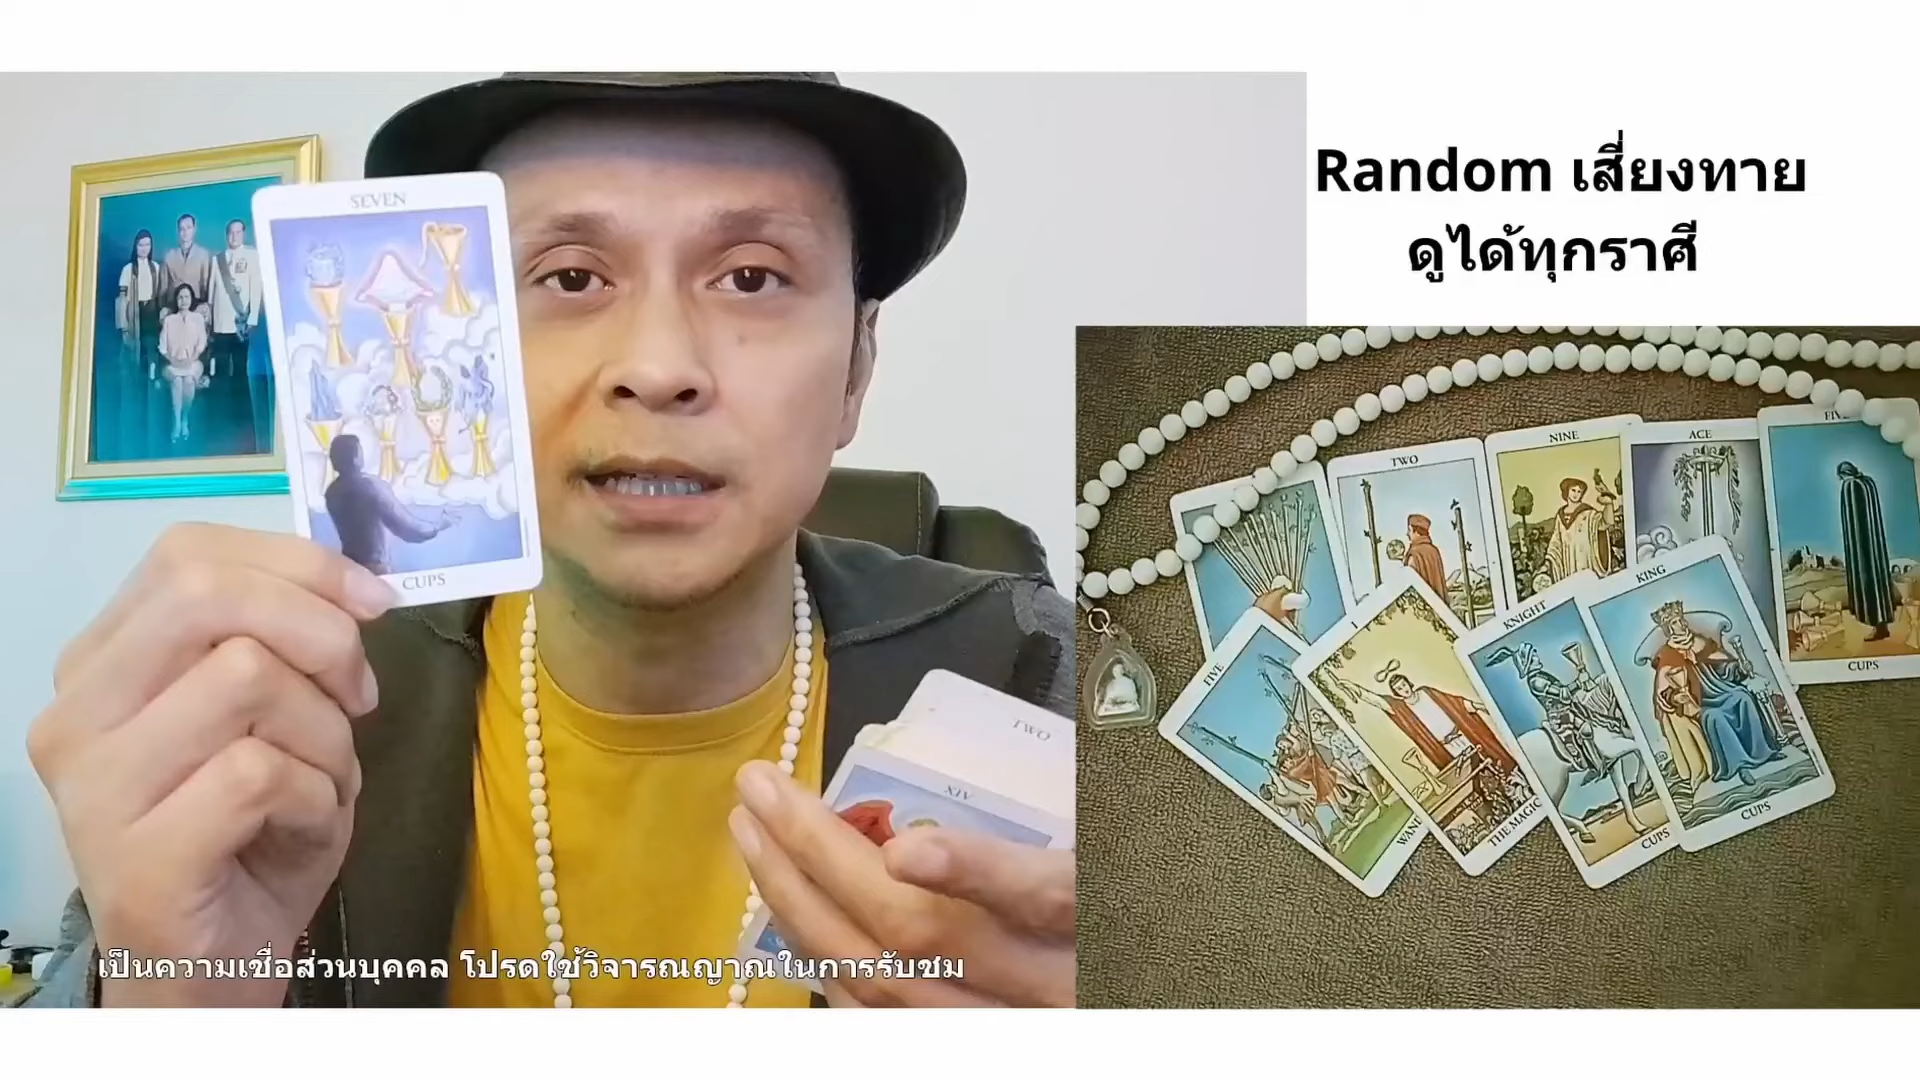 Random เสี่ยงทาย
ดูได้ทุกราศี
SEVEN
CUPS
TWO
XIV
เป็นความเชื่อส่วนบุคคล โปรดใช้วิจารณญาณในการรับชม
TWO
NINE
ACE
CUPS
FIVE
I
KNIGHT
KING
THE MAGIC
CUPS
CUPS